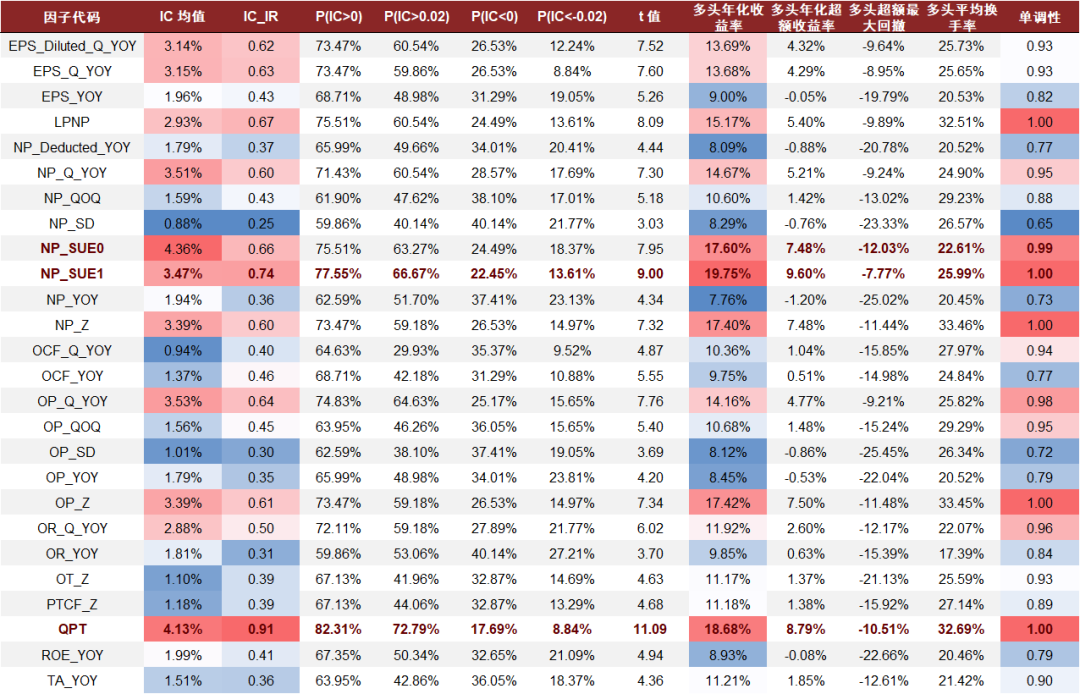 因子代码 IC 均值 IC_IR P(IC>0) P(IC>0.02) P(IC<0) P(IC<-0.02) t 值 多头年化收益率 多头年化超额收益率 多头超额最大回撤 多头平均换手率 单调性
EPS_Diluted_Q_YOY 3.14% 0.62 73.47% 60.54% 26.53% 12.24% 7.52 13.69% 4.32% -9.64% 25.73% 0.93
EPS_Q_YOY 3.15% 0.63 73.47% 59.86% 26.53% 8.84% 7.60 13.68% 4.29% -8.95% 25.65% 0.93
EPS_YOY 1.96% 0.43 68.71% 48.98% 31.29% 19.05% 5.26 9.00% -0.05% -19.79% 20.53% 0.82
LPNP 2.93% 0.67 75.51% 60.54% 24.49% 13.61% 8.09 15.17% 5.40% -9.89% 32.51% 1.00
NP_Deducted_YOY 1.79% 0.37 65.99% 49.66% 34.01% 20.41% 4.44 8.09% -0.88% -20.78% 20.52% 0.77
NP_Q_YOY 3.51% 0.60 71.43% 60.54% 28.57% 17.69% 7.30 14.67% 5.21% -9.24% 24.90% 0.95
NP_QOQ 1.59% 0.43 61.90% 47.62% 38.10% 17.01% 5.18 10.60% 1.42% -13.02% 29.23% 0.88
NP_SD 0.88% 0.25 59.86% 40.14% 40.14% 21.77% 3.03 8.29% -0.76% -23.33% 26.57% 0.65
NP_SUE0 4.36% 0.66 75.51% 63.27% 24.49% 18.37% 7.95 17.60% 7.48% -12.03% 22.61% 0.99
NP_SUE1 3.47% 0.74 77.55% 66.67% 22.45% 13.61% 9.00 19.75% 9.60% -7.77% 25.99% 1.00
NP_YOY 1.94% 0.36 62.59% 51.70% 37.41% 23.13% 4.34 7.76% -1.20% -25.02% 20.45% 0.73
NP_Z 3.39% 0.60 73.47% 59.18% 26.53% 14.97% 7.32 17.40% 7.48% -11.44% 33.46% 1.00
OCF_Q_YOY 0.94% 0.40 64.63% 29.93% 35.37% 9.52% 4.87 10.36% 1.04% -15.85% 27.97% 0.94
OCF_YOY 1.37% 0.46 68.71% 42.18% 31.29% 10.88% 5.55 9.75% 0.51% -14.98% 24.84% 0.77
OP_Q_YOY 3.53% 0.64 74.83% 64.63% 25.17% 15.65% 7.76 14.16% 4.77% -9.21% 25.82% 0.98
OP_QOQ 1.56% 0.45 63.95% 46.26% 36.05% 15.65% 5.40 10.68% 1.48% -15.24% 29.29% 0.95
OP_SD 1.01% 0.30 62.59% 38.10% 37.41% 19.05% 3.69 8.12% -0.86% -25.45% 26.34% 0.72
OP_YOY 1.79% 0.35 65.99% 48.98% 34.01% 23.81% 4.20 8.45% -0.53% -22.04% 20.52% 0.79
OP_Z 3.39% 0.61 73.47% 59.18% 26.53% 14.97% 7.34 17.42% 7.50% -11.48% 33.45% 1.00
OR_Q_YOY 2.88% 0.50 72.11% 59.18% 27.89% 21.77% 6.02 11.92% 2.60% -12.17% 22.07% 0.96
OR_YOY 1.81% 0.31 59.86% 53.06% 40.14% 27.21% 3.70 9.85% 0.63% -15.39% 17.39% 0.84
OT_Z 1.10% 0.39 67.13% 41.96% 32.87% 14.69% 4.63 11.17% 1.37% -21.13% 25.59% 0.93
PTCF_Z 1.18% 0.39 67.13% 44.06% 32.87% 13.29% 4.68 11.18% 1.38% -15.92% 27.14% 0.89
QPT 4.13% 0.91 82.31% 72.79% 17.69% 8.84% 11.09 18.68% 8.79% -10.51% 32.69% 1.00
ROE_YOY 1.99% 0.41 67.35% 50.34% 32.65% 21.09% 4.94 8.93% -0.08% -22.66% 20.46% 0.79
TA_YOY 1.51% 0.36 63.95% 42.86% 36.05% 18.37% 4.36 11.21% 1.85% -12.61% 21.42% 0.90